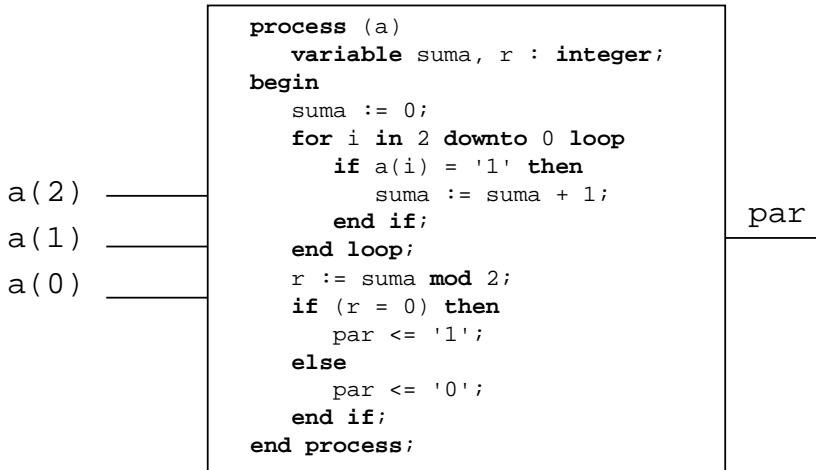 process (a)
variable suma, r : integer;
begin
suma := 0;
for i in 2 downto 0 loop
if a(i) = '1' then
suma := suma + 1;
end if;
end loop;
r := suma mod 2;
if (r = 0) then
par <= '1';
else
par <= '0';
end if;
end process;
a(2)
a(1)
a(0)
par